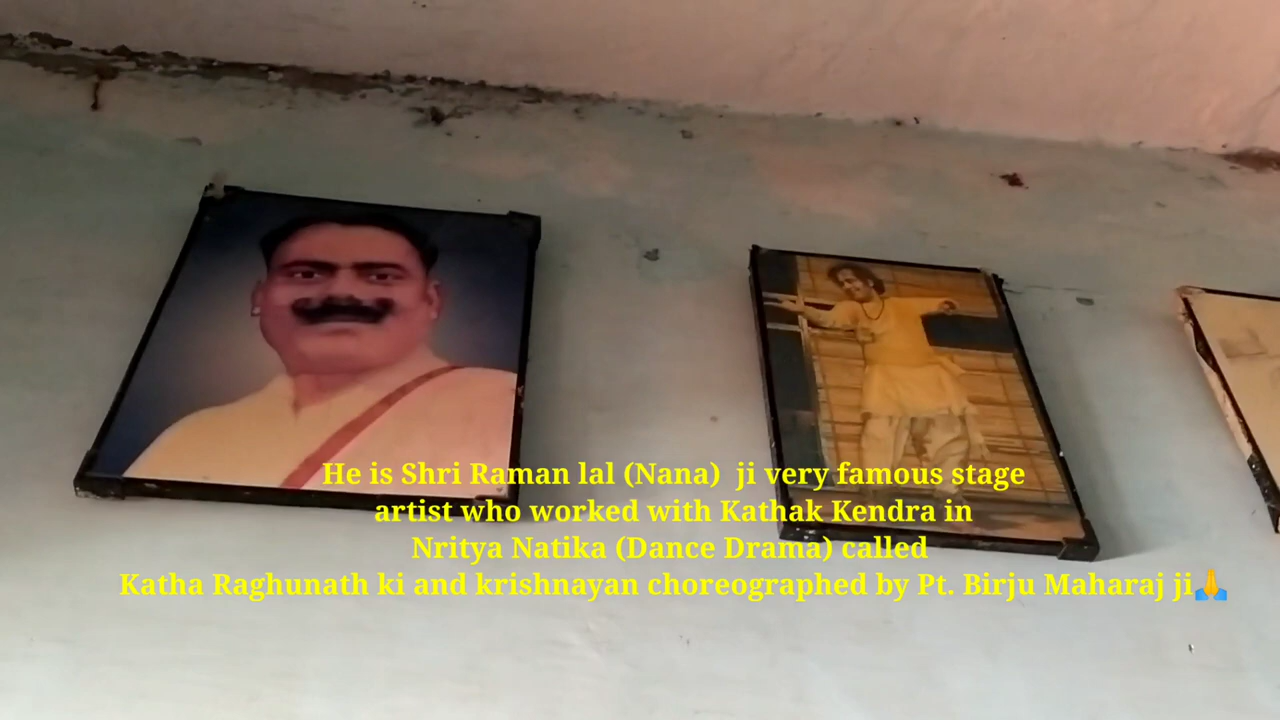 He is Shri Raman lal (Nana)  ji very famous stage
artist who worked with Kathak Kendra in
Nritya Natika (Dance Drama) called
Katha Raghunath ki and krishnayan choreographed by Pt. Birju Maharaj ji🙏